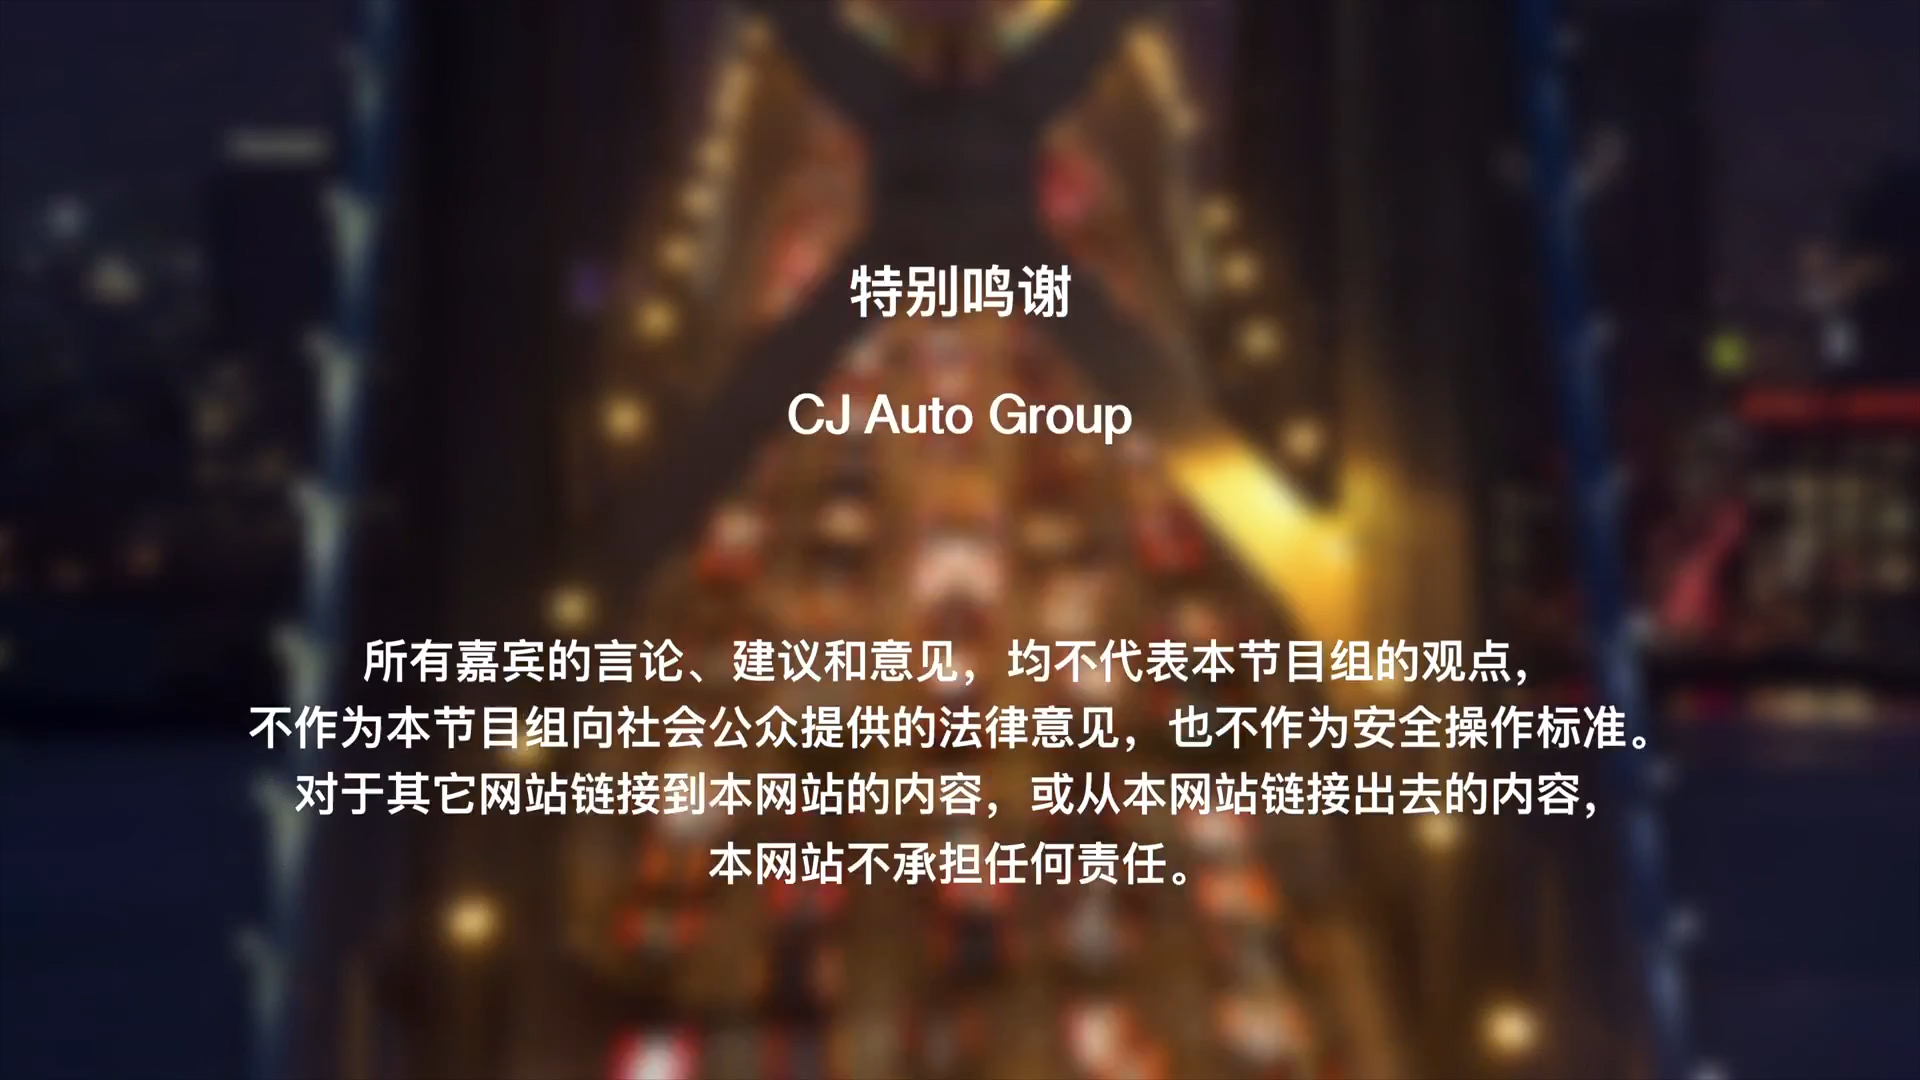 特别鸣谢
CJ Auto Group
所有嘉宾的言论、建议和意见，均不代表本节目组的观点，
不作为本节目组向社会公众提供的法律意见，也不作为安全操作标准。
对于其它网站链接到本网站的内容，或从本网站链接出去的内容，
本网站不承担任何责任。